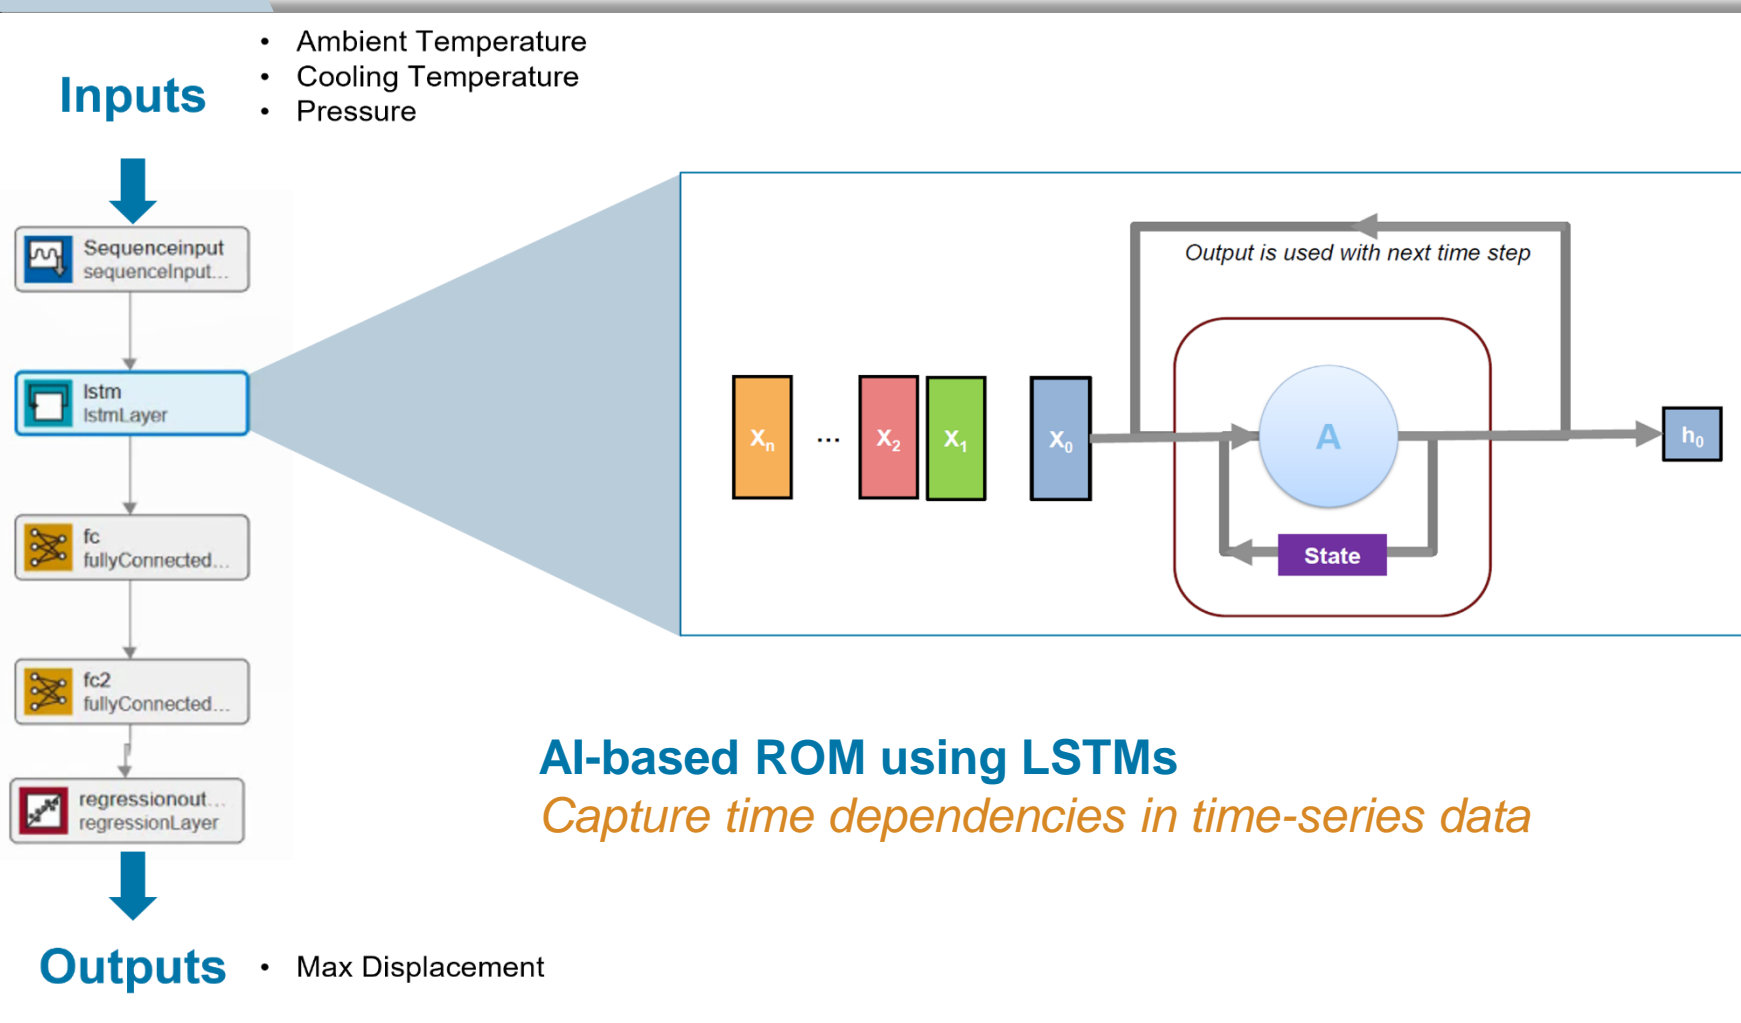 Inputs
• Ambient Temperature
• Cooling Temperature
• Pressure
Sequenceinput
sequenceInput...
lstm
lstmLayer
fc
fullyConnected...
fc2
fullyConnected...
regressionout...
regressionLayer
Outputs
• Max Displacement
Output is used with next time step
Xn ... X2 X1 X0 A h0
State
AI-based ROM using LSTMs
Capture time dependencies in time-series data